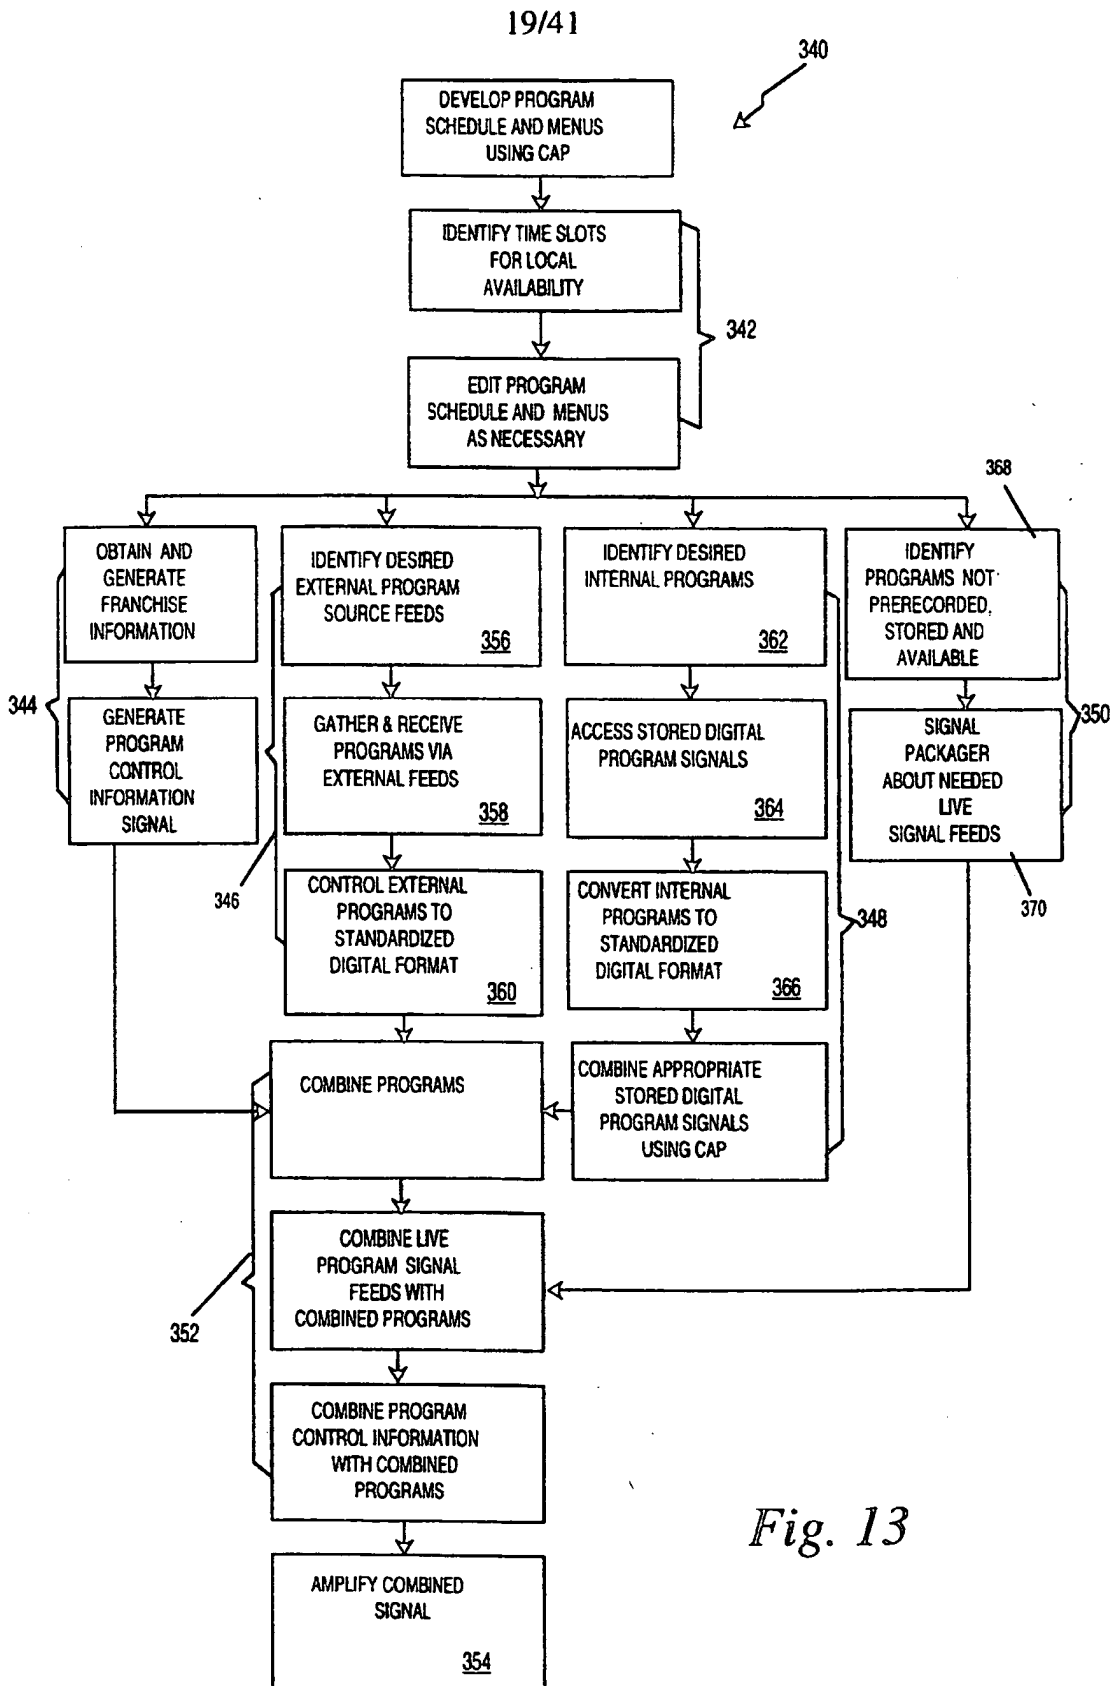 19/41
340
DEVELOP PROGRAM
SCHEDULE AND MENUS
USING CAP
IDENTIFY TIME SLOTS
FOR LOCAL
AVAILABILITY
342
EDIT PROGRAM
SCHEDULE AND MENUS
AS NECESSARY
368
OBTAIN AND
GENERATE
FRANCHISE
INFORMATION
IDENTIFY DESIRED
EXTERNAL PROGRAM
SOURCE FEEDS
356
IDENTIFY DESIRED
INTERNAL PROGRAMS
362
IDENTIFY
PROGRAMS NOT
PRERECORDED,
STORED AND
AVAILABLE
344
350
GENERATE
PROGRAM
CONTROL
INFORMATION
SIGNAL
GATHER & RECEIVE
PROGRAMS VIA
EXTERNAL FEEDS
358
ACCESS STORED DIGITAL
PROGRAM SIGNALS
364
SIGNAL
PACKAGER
ABOUT NEEDED
LIVE
SIGNAL FEEDS
346
CONTROL EXTERNAL
PROGRAMS TO
STANDARDIZED
DIGITAL FORMAT
360
CONVERT INTERNAL
PROGRAMS TO
STANDARDIZED
DIGITAL FORMAT
366
348
370
COMBINE PROGRAMS
COMBINE APPROPRIATE
STORED DIGITAL
PROGRAM SIGNALS
USING CAP
COMBINE LIVE
PROGRAM SIGNAL
FEEDS WITH
COMBINED PROGRAMS
352
COMBINE PROGRAM
CONTROL INFORMATION
WITH COMBINED
PROGRAMS
AMPLIFY COMBINED
SIGNAL
354
Fig. 13